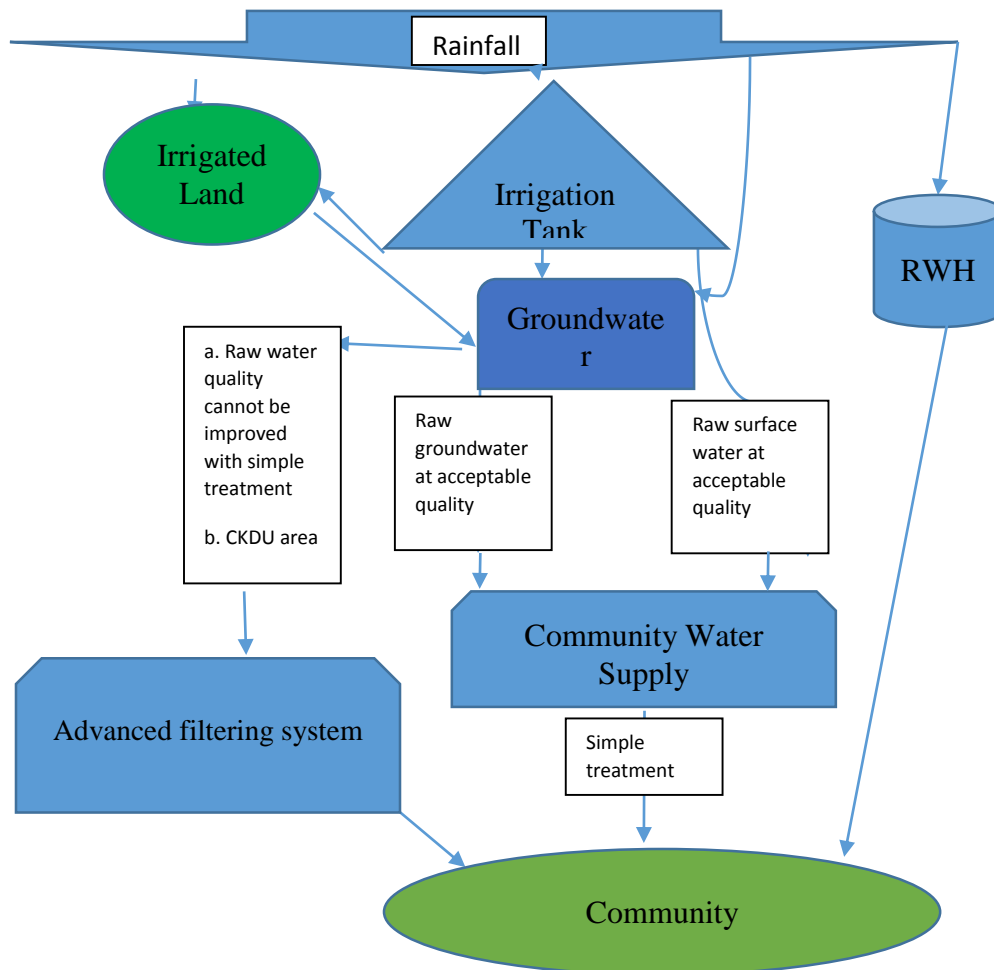 Rainfall
Irrigated
Land
Irrigation
Tank
RWH
Groundwate
r
a. Raw water
quality
cannot be
improved
with simple
treatment
b. CKDU area
Raw
groundwater
at acceptable
quality
Raw surface
water at
acceptable
quality
Community Water
Supply
Advanced filtering system
Simple
treatment
Community